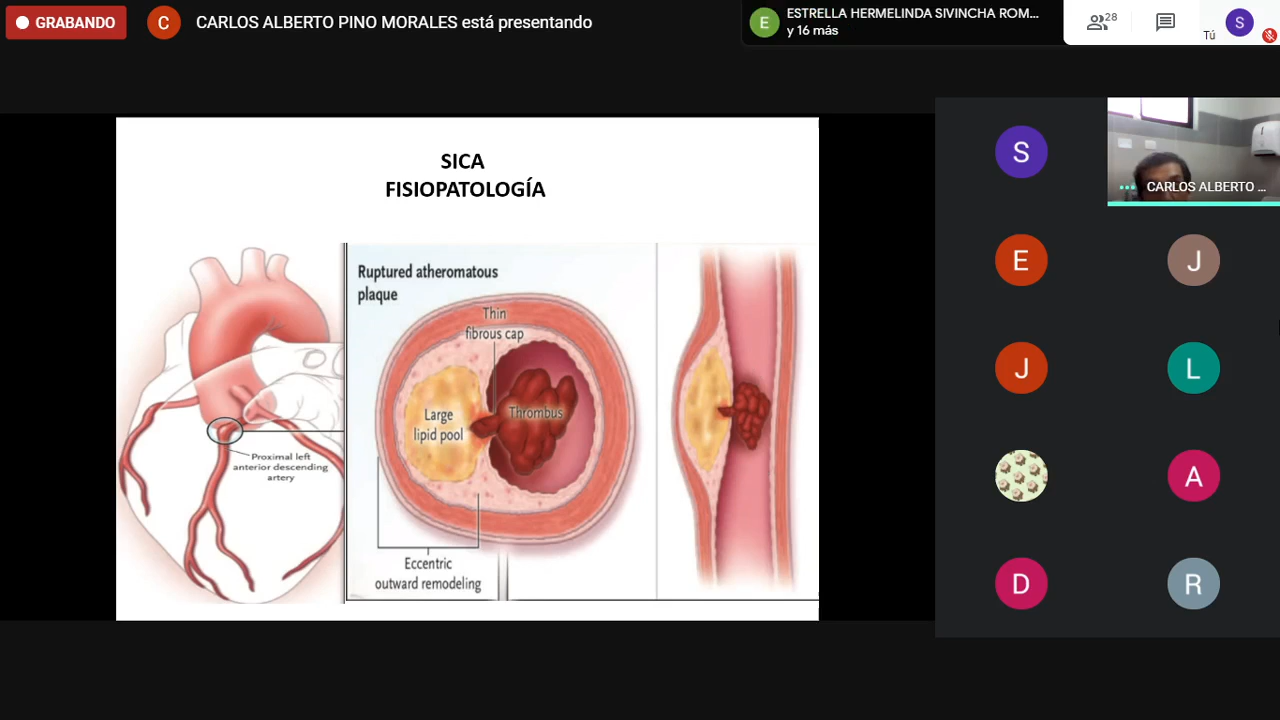 GRABANDO
C
CARLOS ALBERTO PINO MORALES está presentando
E
ESTRELLA HERMELINDA SIVINCHA ROM...
y 16 más
28
Tú
S
SICA
FISIOPATOLOGÍA
Proximal left
anterior descending
artery
Ruptured atheromatous
plaque
Thin
fibrous cap
Large
lipid pool
Thrombus
Eccentric
outward remodeling
S
CARLOS ALBERTO ...
E
J
J
L
A
D
R